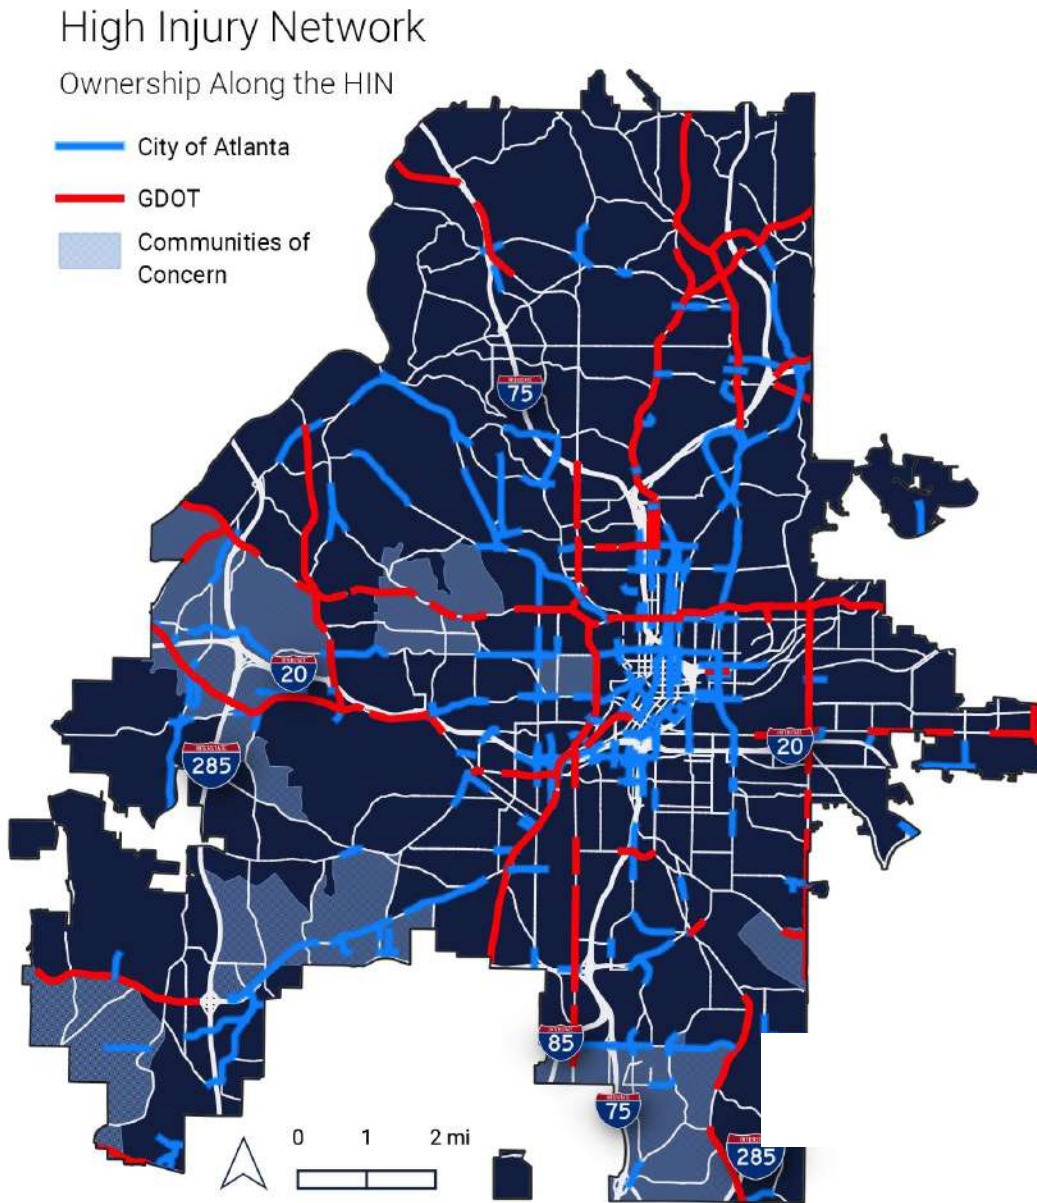 High Injury Network
Ownership Along the HIN
City of Atlanta
GDOT
Communities of
Concern
75
20
285
20
85
75
285
0 1 2 mi